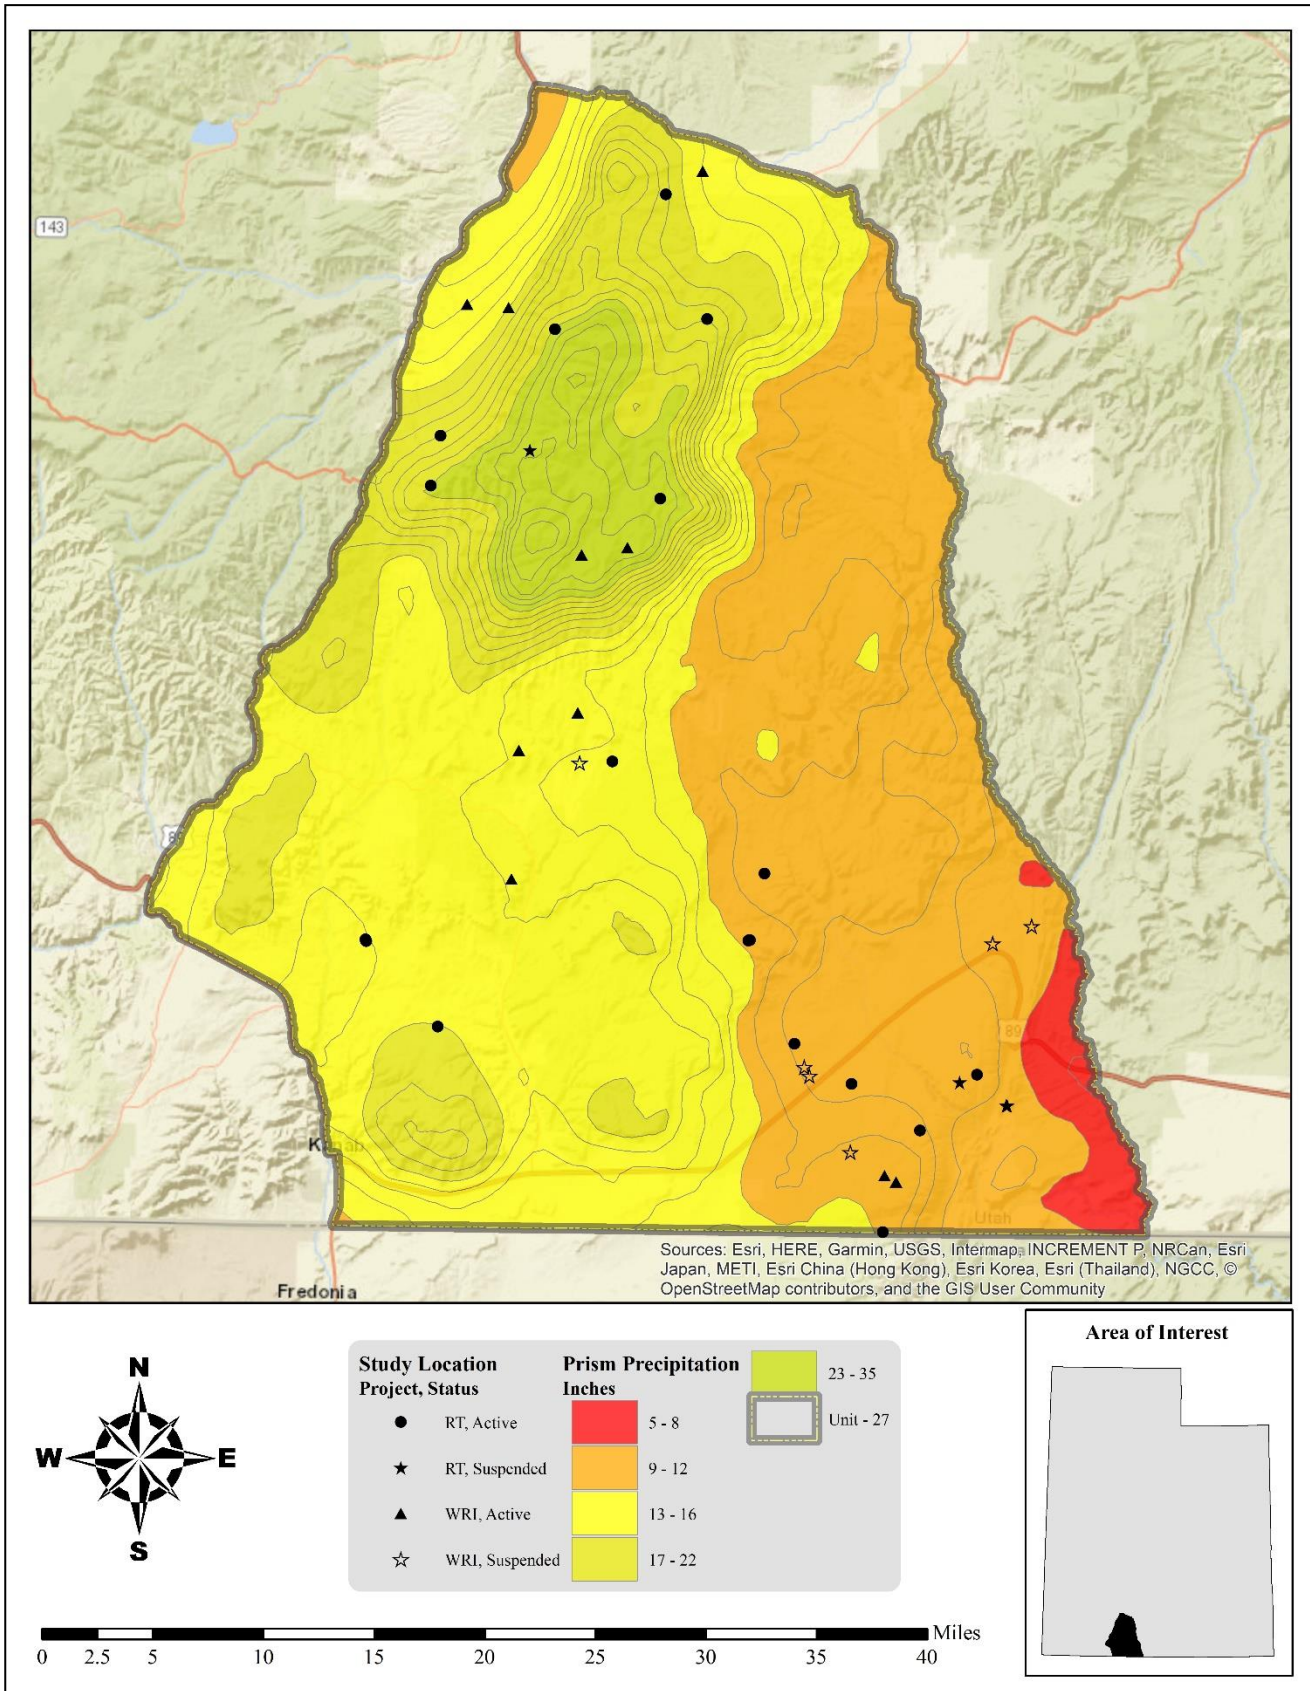 143
89
89
Kanab
Utah
Fredonia
Sources: Esri, HERE, Garmin, USGS, Intermap, INCREMENT P, NRCan, Esri
Japan, METI, Esri China (Hong Kong), Esri Korea, Esri (Thailand), NGCC, ©
OpenStreetMap contributors, and the GIS User Community
N
W
E
S
Study Location
Project, Status
RT, Active
RT, Suspended
WRI, Active
WRI, Suspended
Prism Precipitation
Inches
5 - 8
9 - 12
13 - 16
17 - 22
23 - 35
Unit - 27
Area of Interest
Miles
0 2.5 5 10 15 20 25 30 35 40